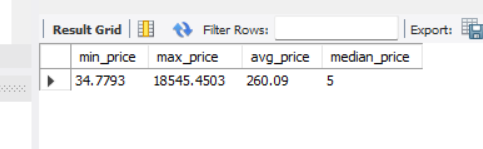 Result Grid Filter Rows: Export:
min_price max_price avg_price median_price
34.7793 18545.4503 260.09 5